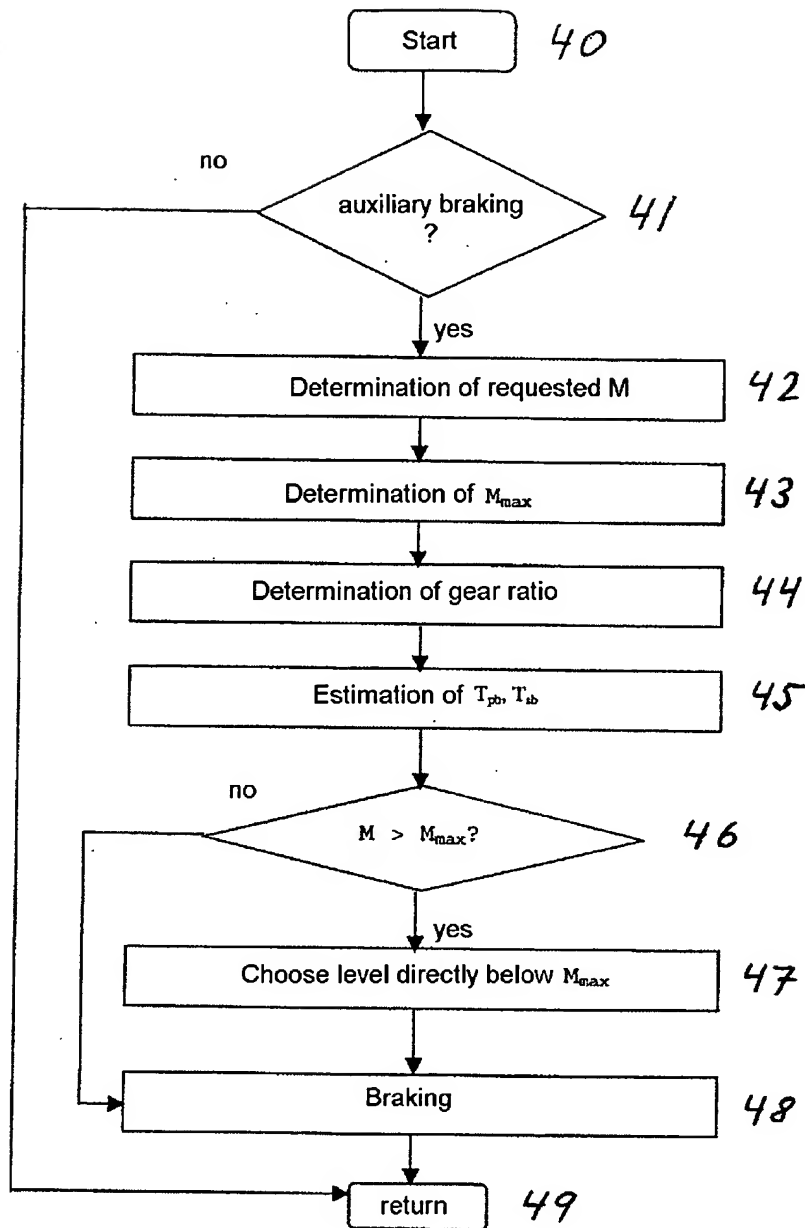 Start 40
no
auxiliary braking 41
?
yes
Determination of requested M 42
Determination of Mmax 43
Determination of gear ratio 44
Estimation of Tpb, Tsb 45
no
M > Mmax? 46
yes
Choose level directly below Mmax 47
Braking 48
return 49